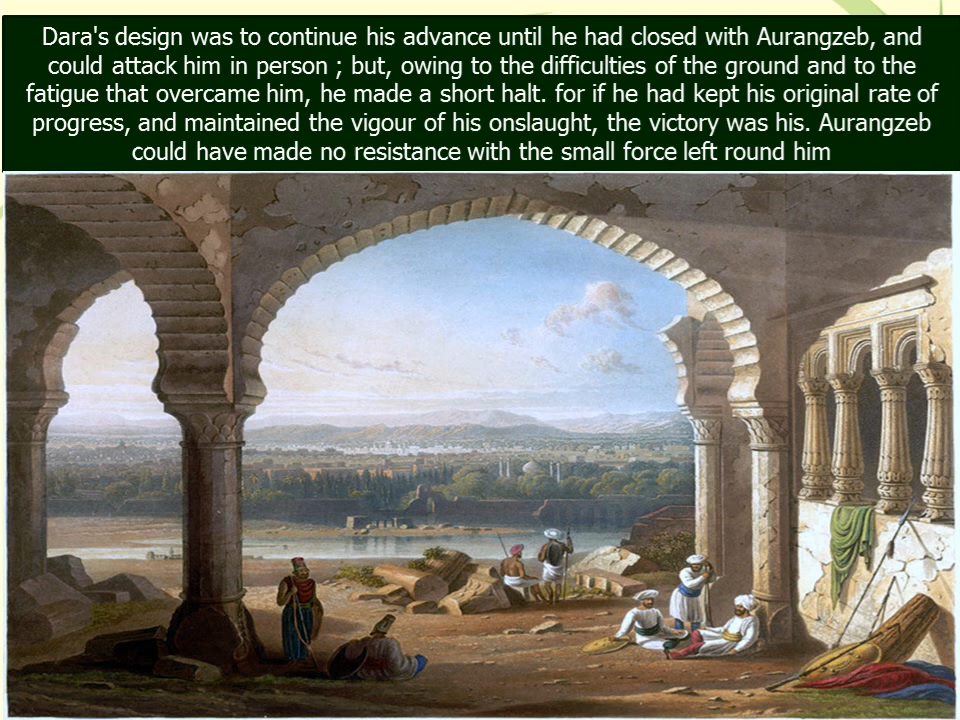 Dara's design was to continue his advance until he had closed with Aurangzeb, and
could attack him in person ; but, owing to the difficulties of the ground and to the
fatigue that overcame him, he made a short halt. for if he had kept his original rate of
progress, and maintained the vigour of his onslaught, the victory was his. Aurangzeb
could have made no resistance with the small force left round him